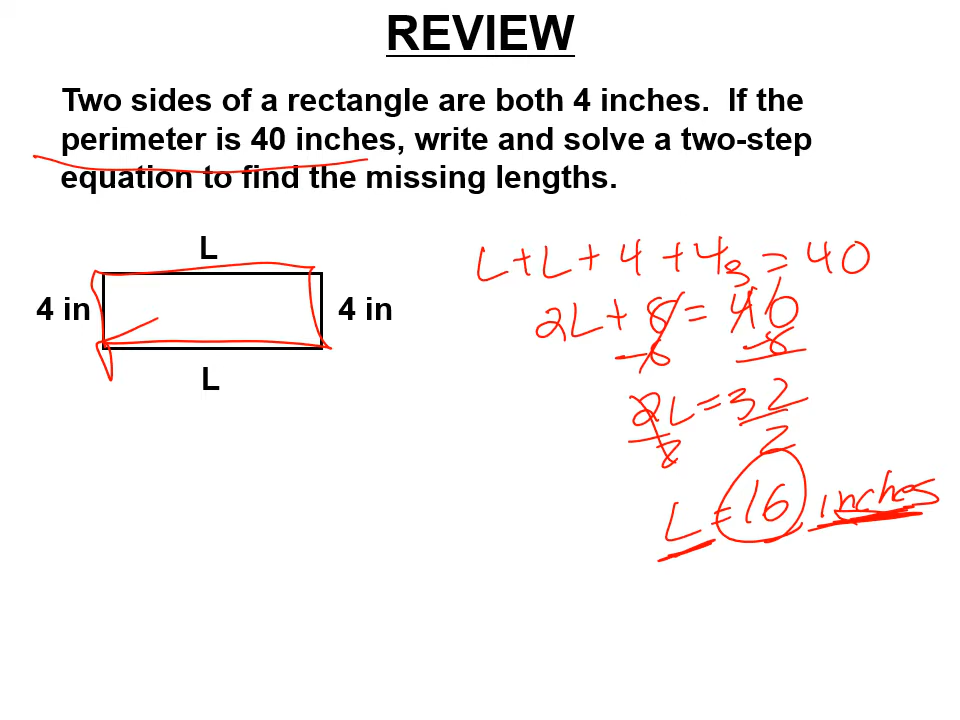 REVIEW
Two sides of a rectangle are both 4 inches. If the
perimeter is 40 inches, write and solve a two-step
equation to find the missing lengths.
L
4 in
4 in
L
L + L + 4 + 4 = 40
2L + 8 = 40
-8 -8
2L = 32
2 2
L = 16 inches